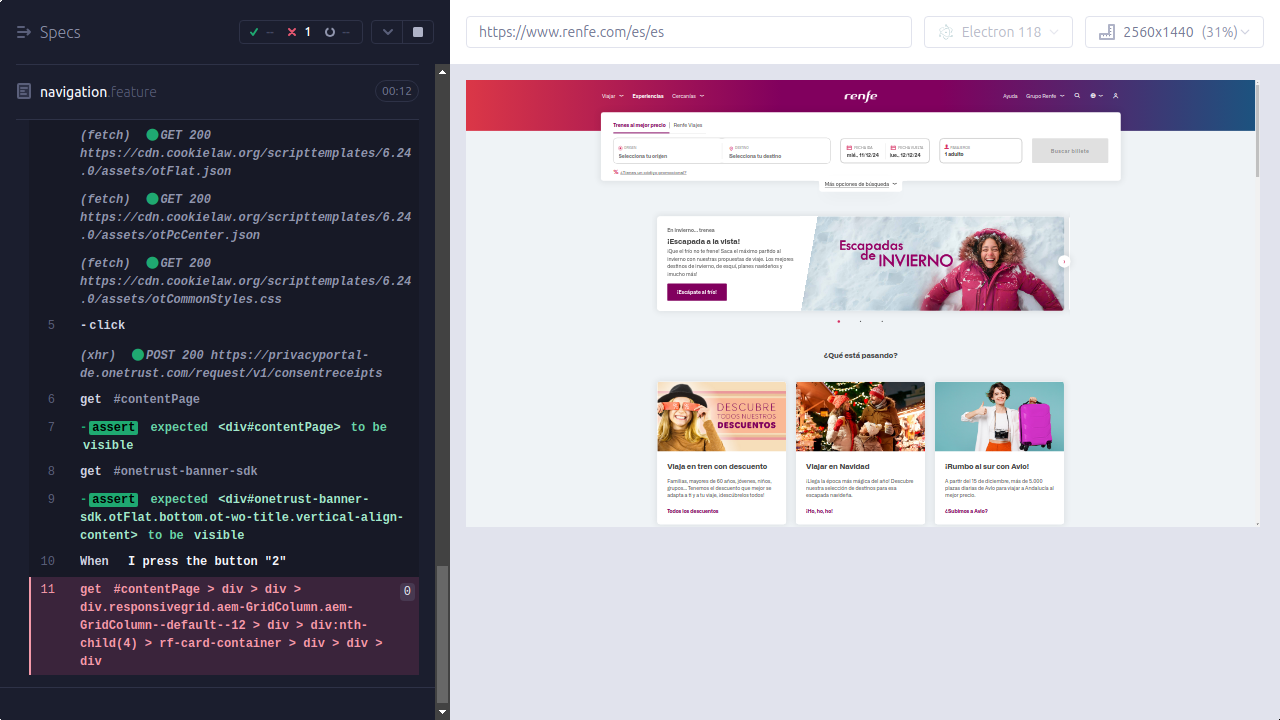 Specs
-- 1 --
navigation.feature 00:12
(fetch) GET 200
https://cdn.cookielaw.org/scripttemplates/6.24
.0/assets/otFlat.json
(fetch) GET 200
https://cdn.cookielaw.org/scripttemplates/6.24
.0/assets/otPcCenter.json
(fetch) GET 200
https://cdn.cookielaw.org/scripttemplates/6.24
.0/assets/otCommonStyles.css
5 -click
(xhr) POST 200 https://privacyportal-
de.onetrust.com/request/v1/consentreceipts
6 get #contentPage
7 -assert expected <div#contentPage> to be
visible
8 get #onetrust-banner-sdk
9 -assert expected <div#onetrust-banner-
sdk.otFlat.bottom.ot-wo-title.vertical-align-
content> to be visible
10 When I press the button "2"
11 get #contentPage > div > div > 0
div.responsivegrid.aem-GridColumn.aem-
GridColumn--default--12 > div > div:nth-
child(4) > rf-card-container > div > div >
div
https://www.renfe.com/es/es
Electron 118
2560x1440 (31%)
Viajar Experiencias Cercanías renfe Ayuda Grupo Renfe
Trenes al mejor precio | Renfe Viajes
ORIGEN
Selecciona tu origen
DESTINO
Selecciona tu destino
FECHA IDA
mié., 11/12/24
FECHA VUELTA
jue., 12/12/24
PASAJEROS
1 adulto
Buscar billete
¿Tienes un código promocional?
Más opciones de búsqueda
En invierno... trenes
¡Escapada a la vista!
¡Que el frío no te frene! Saca el máximo partido al
invierno con nuestras propuestas de viaje. Los mejores
destinos de invierno, de esquí, planes navideños y
¡mucho más!
¡Escápate al frío!
Escapadas
de INVIERNO
¿Qué está pasando?
DESCUBRE
TODOS NUESTROS
DESCUENTOS
Viaja en tren con descuento
Familias, mayores de 60 años, jóvenes, niños,
grupos... Tenemos el descuento que mejor se
adapta a ti y a tu viaje, ¡descúbrelos todos!
Todos los descuentos
Viajar en Navidad
¡Llega la época más mágica del año! Descubre
nuestra selección de destinos para esa
escapada navideña.
¡Ho, ho, ho!
¡Rumbo al sur con Avlo!
A partir del 15 de diciembre, más de 5.000
plazas diarias de Avlo para viajar a Andalucía al
mejor precio.
¿Subimos a Avlo?